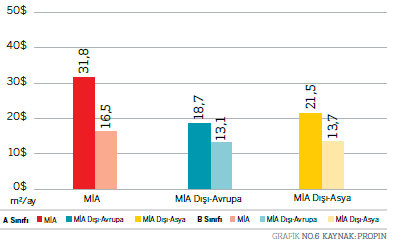 50$
40$
30$
20$
10$
0$
m²/ay
31,8
16,5
18,7
13,1
21,5
13,7
MİA
MİA Dışı-Avrupa
MİA Dışı-Asya
A Sınıfı MİA MİA Dışı-Avrupa MİA Dışı-Asya B Sınıfı MİA MİA Dışı-Avrupa MİA Dışı-Asya
GRAFİK NO.6 KAYNAK: PROPIN